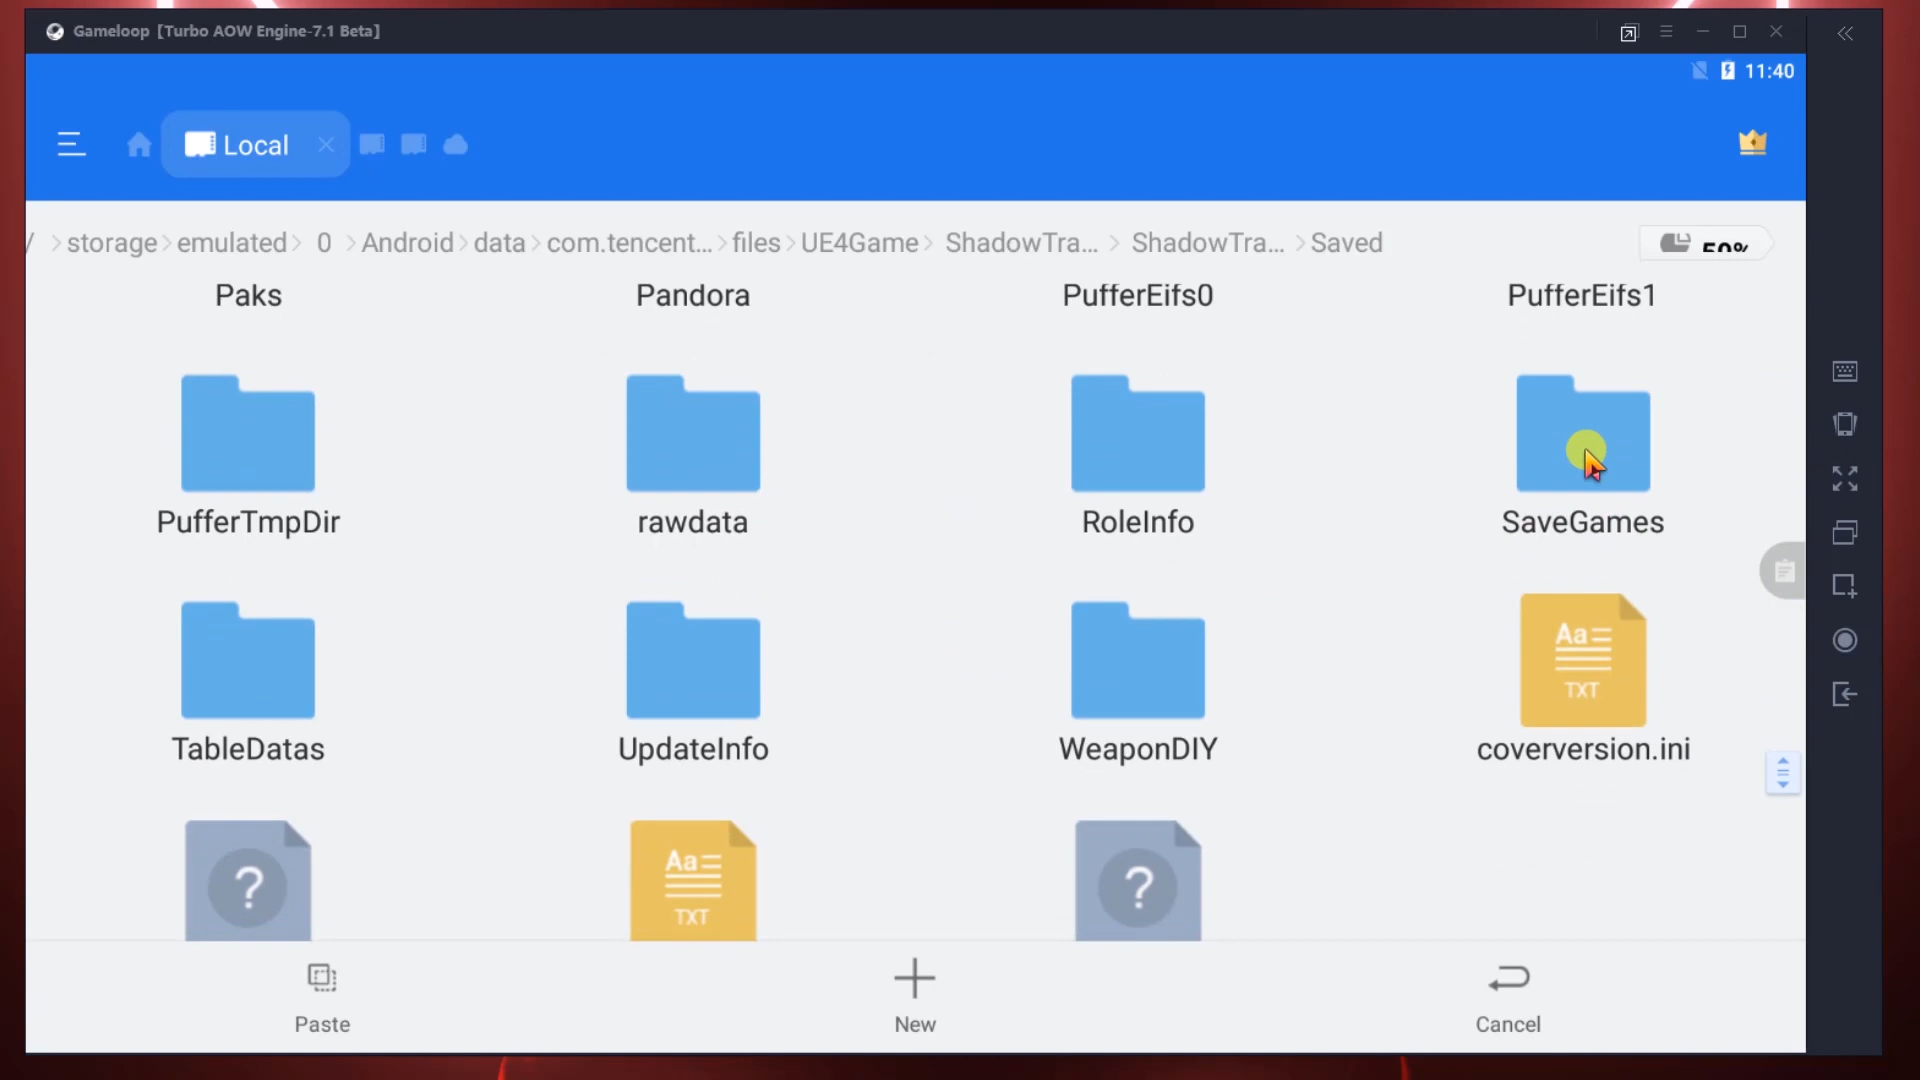 Gameloop [Turbo AOW Engine-7.1 Beta]
11:40
Local
/ storage emulated 0 Android data com.tencent... files UE4Game ShadowTra... ShadowTra... Saved
50%
Paks Pandora PufferEifs0 PufferEifs1
PufferTmpDir rawdata RoleInfo SaveGames
Aa
TXT
TableDatas UpdateInfo WeaponDIY coverversion.ini
? Aa ?
TXT
Paste New Cancel